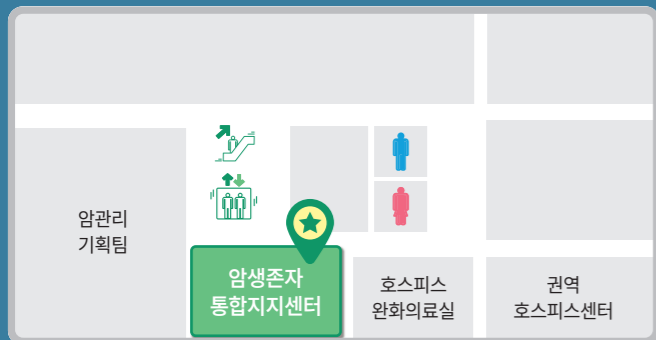 암관리
기획팀
암생존자
통합지지센터
호스피스
완화의료실
권역
호스피스센터